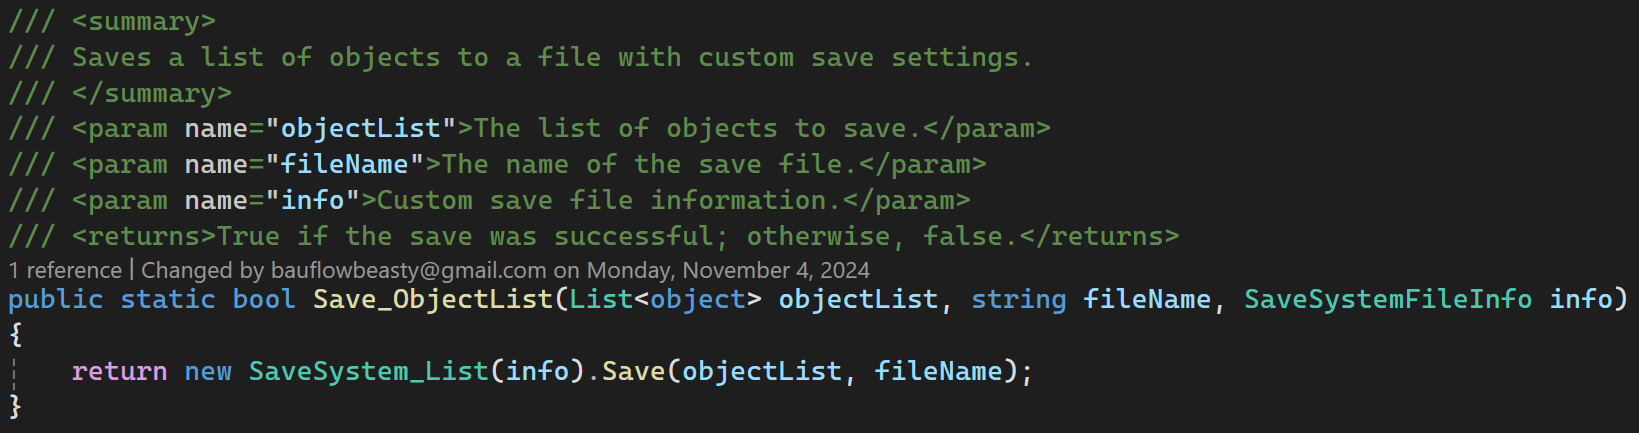 /// <summary>
/// Saves a list of objects to a file with custom save settings.
/// </summary>
/// <param name="objectList">The list of objects to save.</param>
/// <param name="fileName">The name of the save file.</param>
/// <param name="info">Custom save file information.</param>
/// <returns>True if the save was successful; otherwise, false.</returns>
1 reference | Changed by bauflowbeasty@gmail.com on Monday, November 4, 2024
public static bool Save_ObjectList(List<object> objectList, string fileName, SaveSystemFileInfo info)
{
    return new SaveSystem_List(info).Save(objectList, fileName);
}